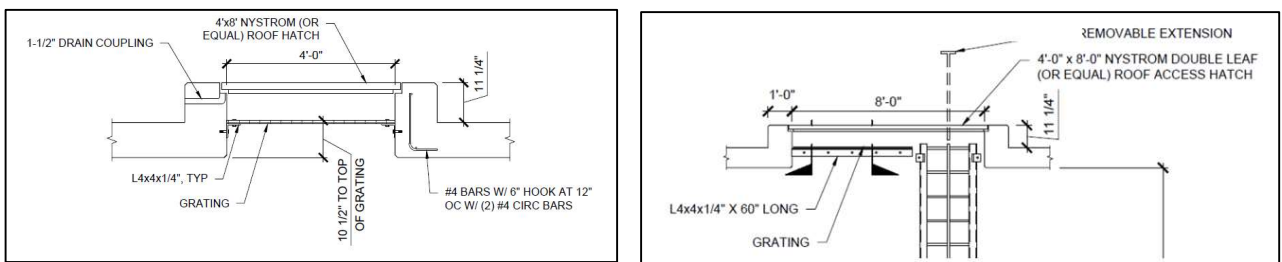 4'x8' NYSTROM (OR
EQUAL) ROOF HATCH
1-1/2" DRAIN COUPLING
4'-0"
11 1/4"
L4x4x1/4", TYP
GRATING
10 1/2" TO TOP
OF GRATING
#4 BARS W/ 6" HOOK AT 12"
OC W/ (2) #4 CIRC BARS
REMOVABLE EXTENSION
4'-0" x 8'-0" NYSTROM DOUBLE LEAF
(OR EQUAL) ROOF ACCESS HATCH
1'-0"
8'-0"
11 1/4"
L4x4x1/4" X 60" LONG
GRATING